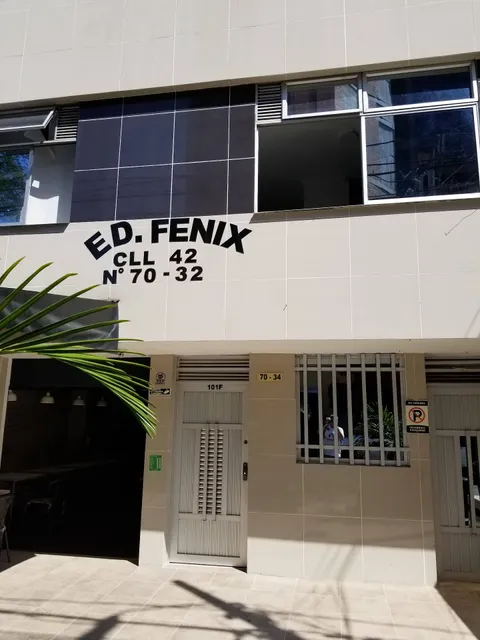 ED. FENIX
CLL 42
N° 70 - 32
101F
70 - 34